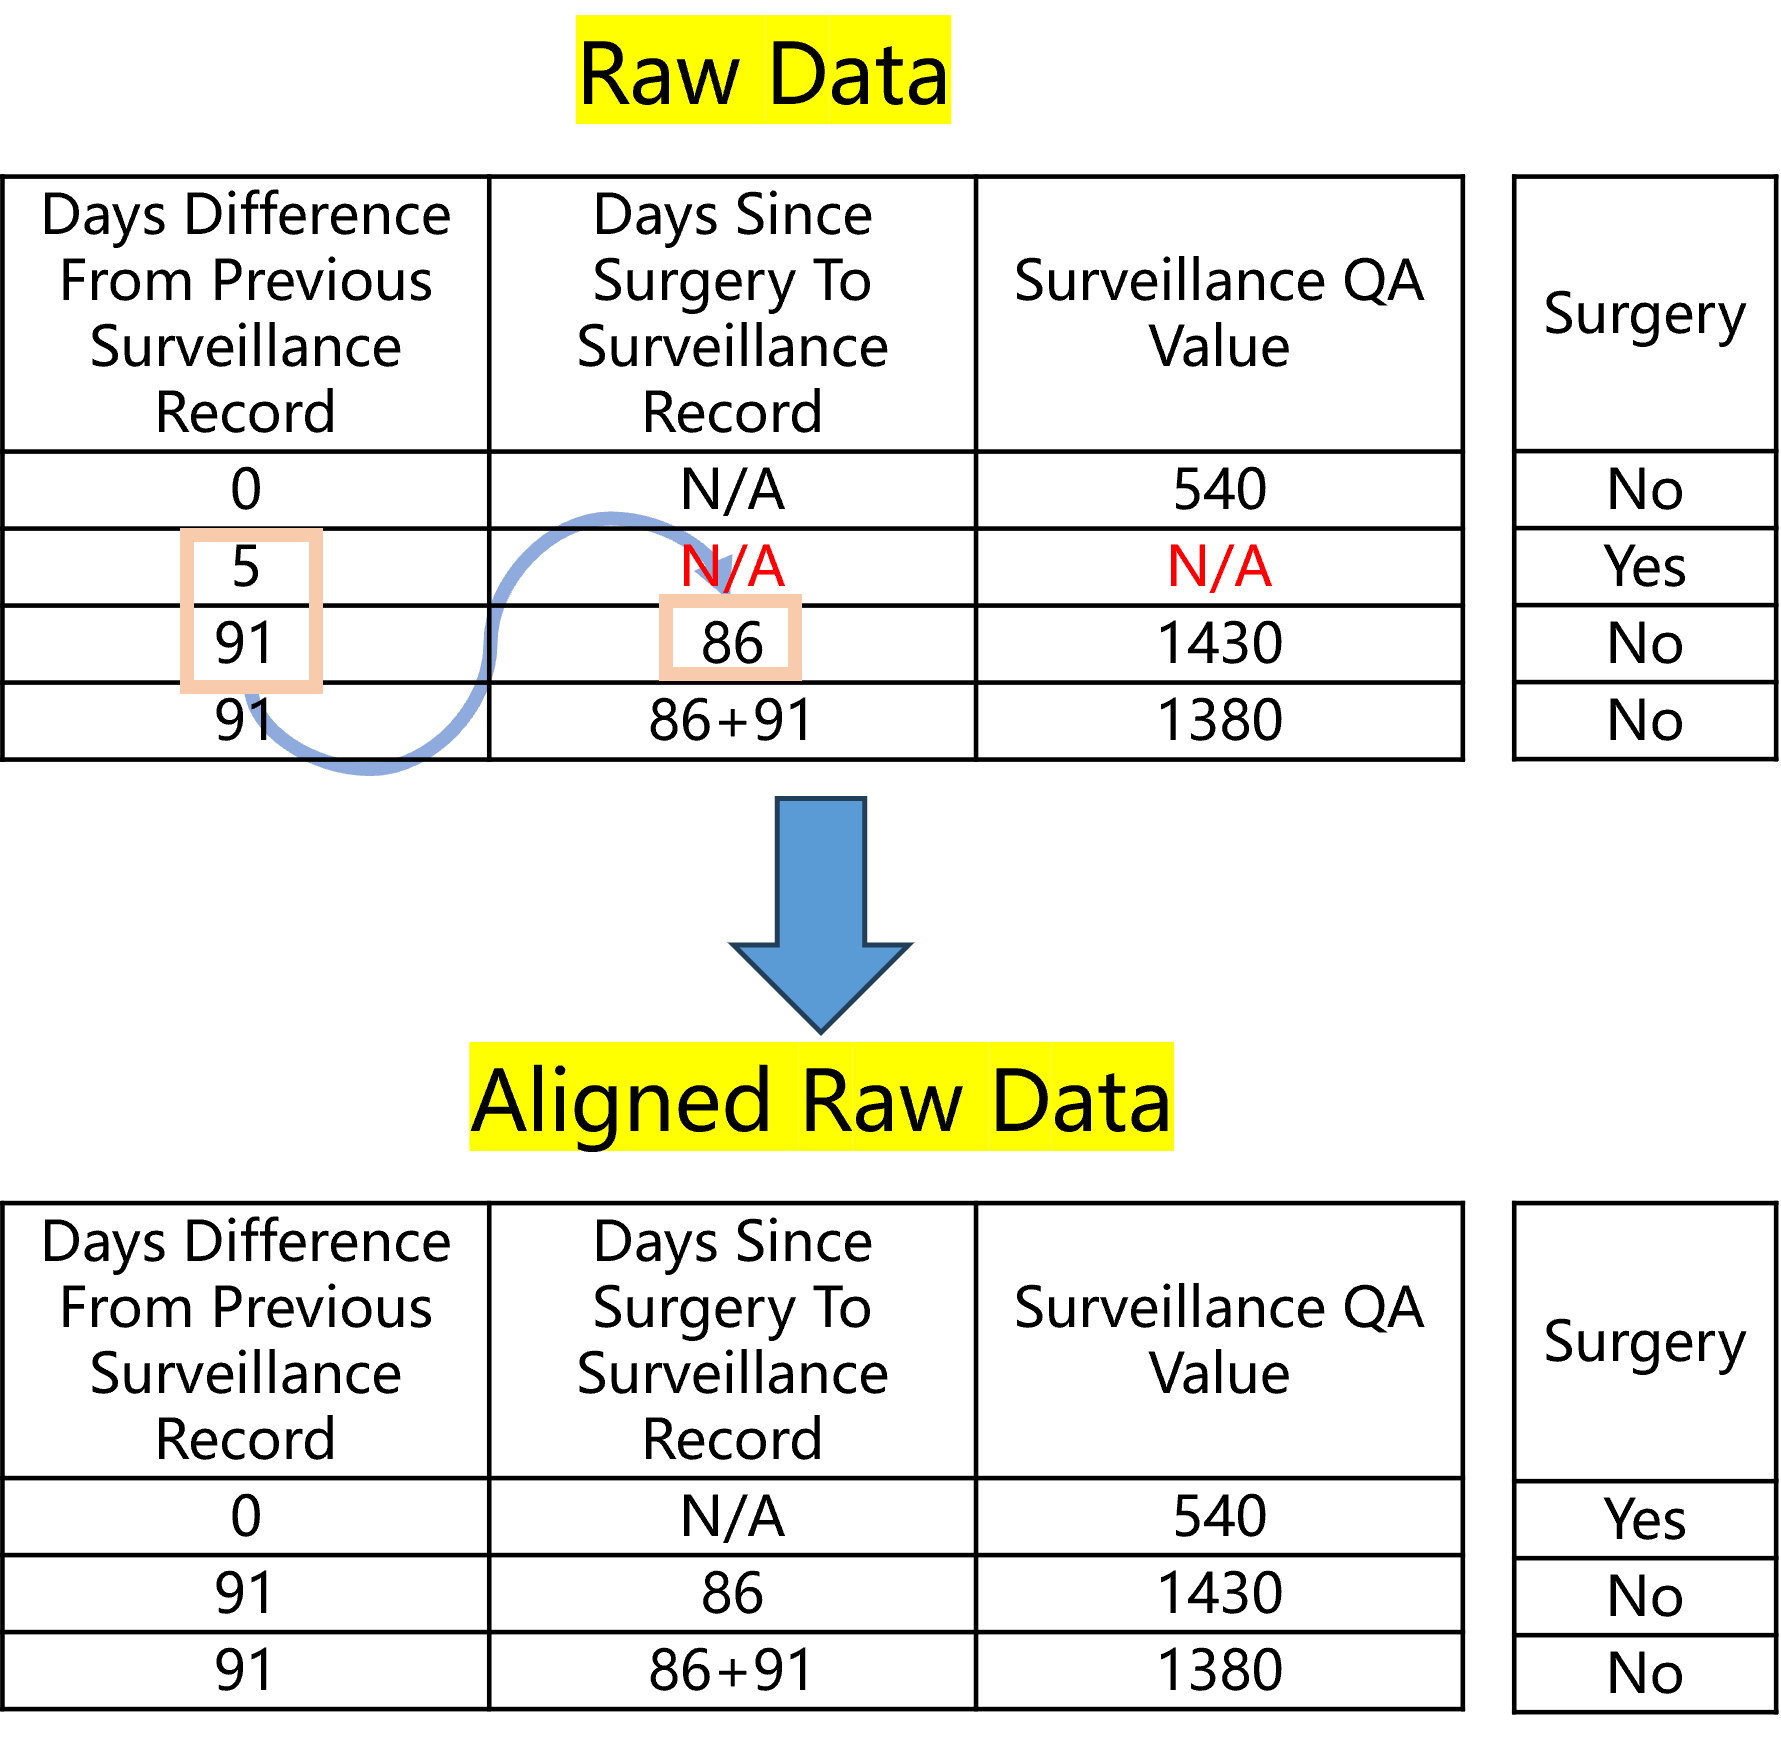 Raw Data
Days Difference
From Previous
Surveillance
Record
Days Since
Surgery To
Surveillance
Record
Surveillance QA
Value
Surgery
0
N/A
540
No
5
N/A
N/A
Yes
91
86
1430
No
91
86+91
1380
No
Aligned Raw Data
Days Difference
From Previous
Surveillance
Record
Days Since
Surgery To
Surveillance
Record
Surveillance QA
Value
Surgery
0
N/A
540
Yes
91
86
1430
No
91
86+91
1380
No